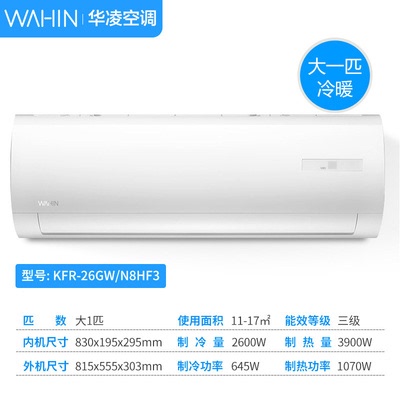 WAHIN 华凌空调
大一匹
冷暖
WAHIN
型号: KFR-26GW/N8HF3
匹 数 大1匹 使用面积 11-17㎡ 能效等级 三级
内机尺寸 830x195x295mm 制 冷 量 2600W 制 热 量 3900W
外机尺寸 815x555x303mm 制冷功率 645W 制热功率 1070W